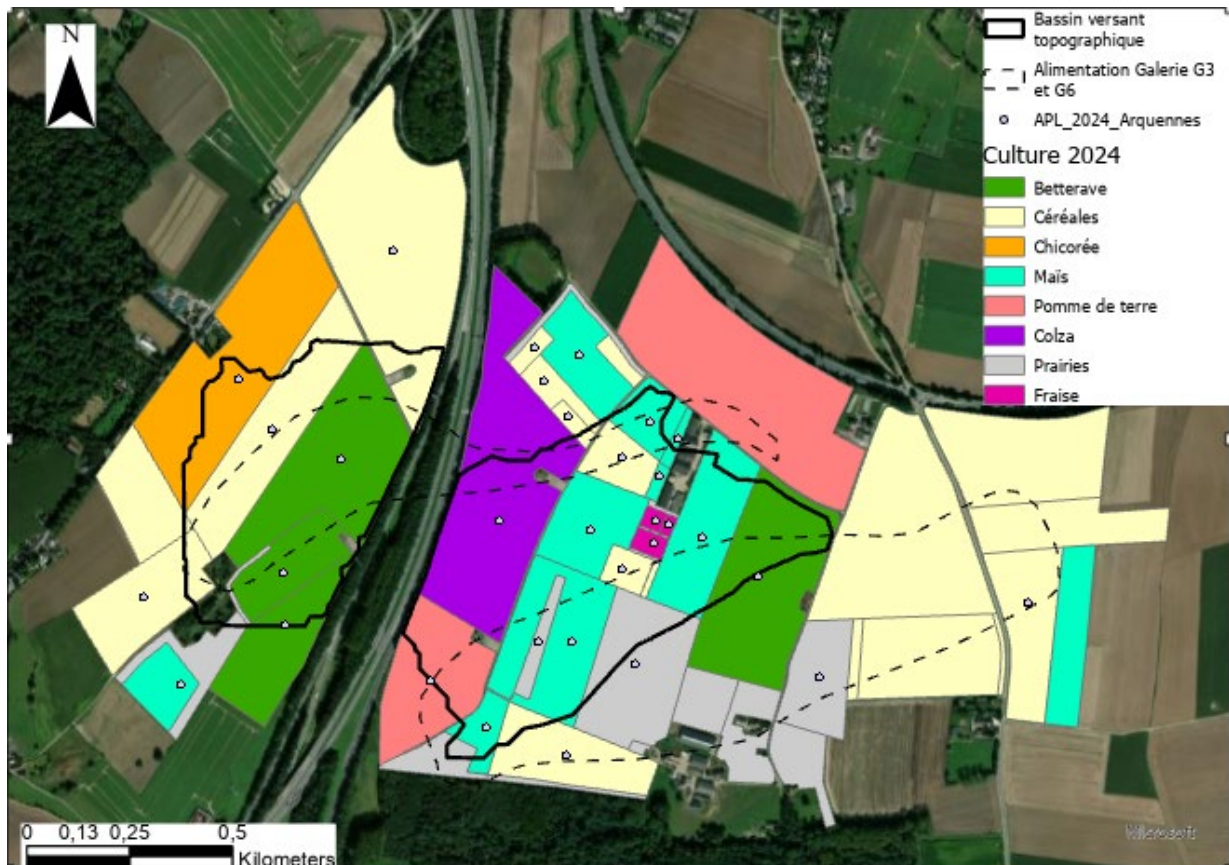 N
Bassin versant
topographique
Alimentation Galerie G3
et G6
APL_2024_Arquennes
Culture 2024
Betterave
Céréales
Chicorée
Maïs
Pomme de terre
Colza
Prairies
Fraise
0 0,13 0,25 0,5
Kilometers
Microsoft